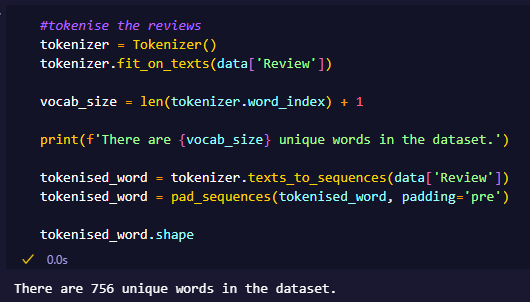 #tokenise the reviews
tokenizer = Tokenizer()
tokenizer.fit_on_texts(data['Review'])
vocab_size = len(tokenizer.word_index) + 1
print(f'There are {vocab_size} unique words in the dataset.')
tokenised_word = tokenizer.texts_to_sequences(data['Review'])
tokenised_word = pad_sequences(tokenised_word, padding='pre')
tokenised_word.shape
✓ 0.0s
There are 756 unique words in the dataset.